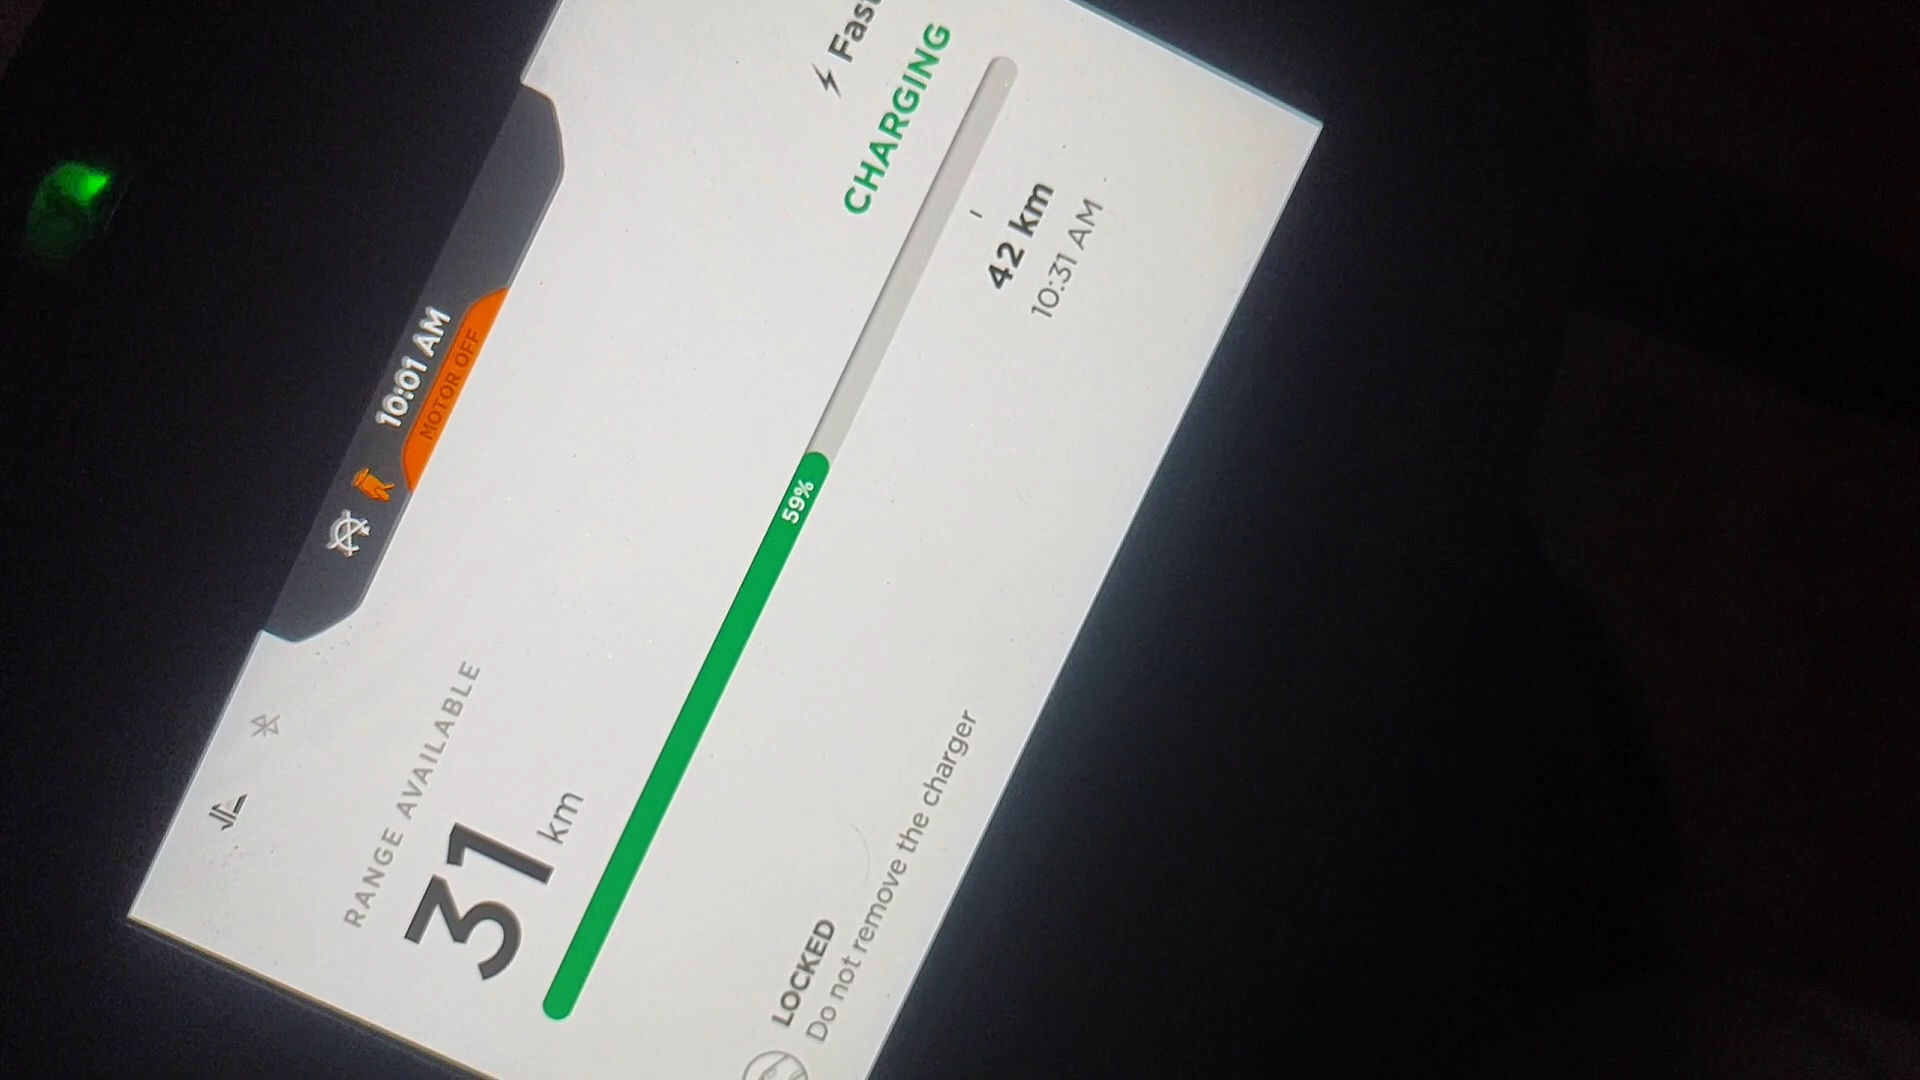 10:01 AM
MOTOR OFF
RANGE AVAILABLE
31 km
⚡ Fast
CHARGING
59%
42 km
10:31 AM
LOCKED
Do not remove the charger